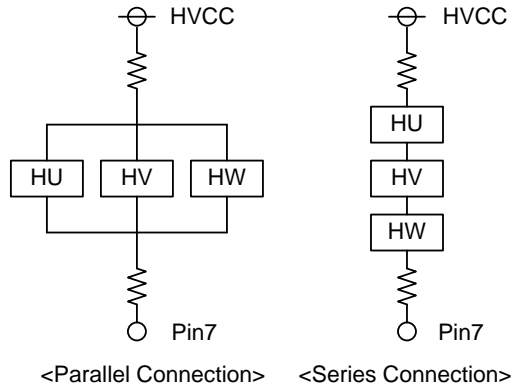 HVCC
HU
HV
HW
Pin7
<Parallel Connection>
HVCC
HU
HV
HW
Pin7
<Series Connection>